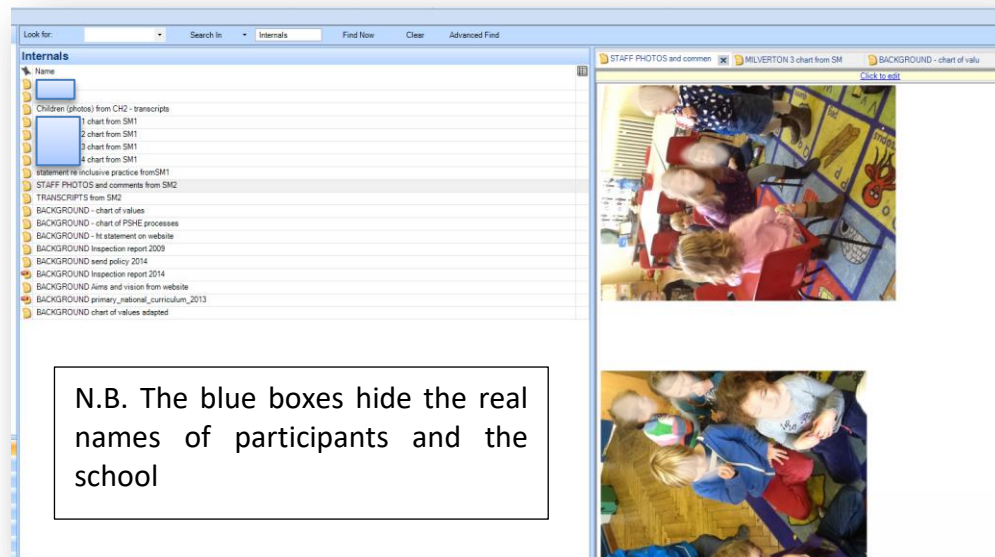 Look for: Search In Internals Find Now Clear Advanced Find
Internals
Name
Children (photos) from CH2 - transcripts
1 chart from SM1
2 chart from SM1
3 chart from SM1
4 chart from SM1
statement re inclusive practice fromSM1
STAFF PHOTOS and comments from SM2
TRANSCRIPTS from SM2
BACKGROUND - chart of values
BACKGROUND - chart of PSHE processes
BACKGROUND - ht statement on website
BACKGROUND Inspection report 2009
BACKGROUND send policy 2014
BACKGROUND Inspection report 2014
BACKGROUND Aims and vision from website
BACKGROUND primary_national_curriculum_2013
BACKGROUND chart of values adapted
STAFF PHOTOS and commen MILVERTON 3 chart from SM BACKGROUND - chart of valu
Click to edit
N.B. The blue boxes hide the real
names of participants and the
school